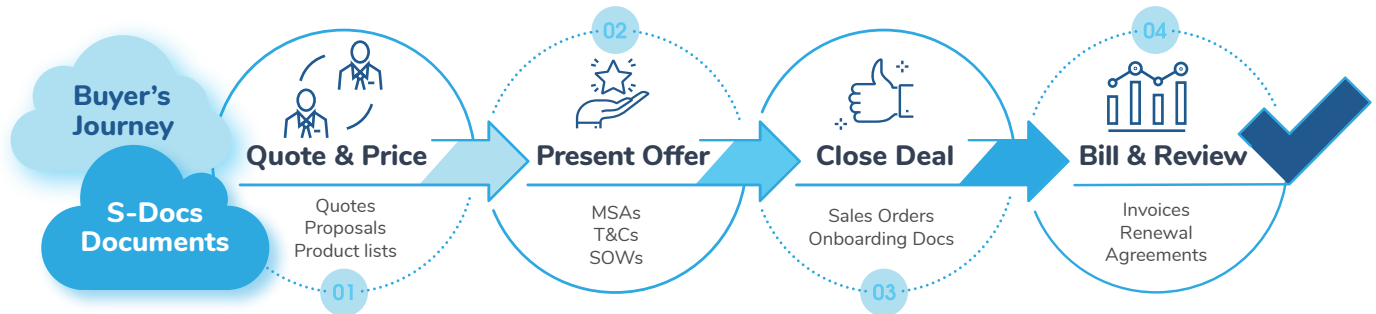 Buyer's
Journey
S-Docs
Documents
Quote & Price
Quotes
Proposals
Product lists
01
02
Present Offer
MSAs
T&Cs
SOWs
Close Deal
Sales Orders
Onboarding Docs
03
04
Bill & Review
Invoices
Renewal
Agreements